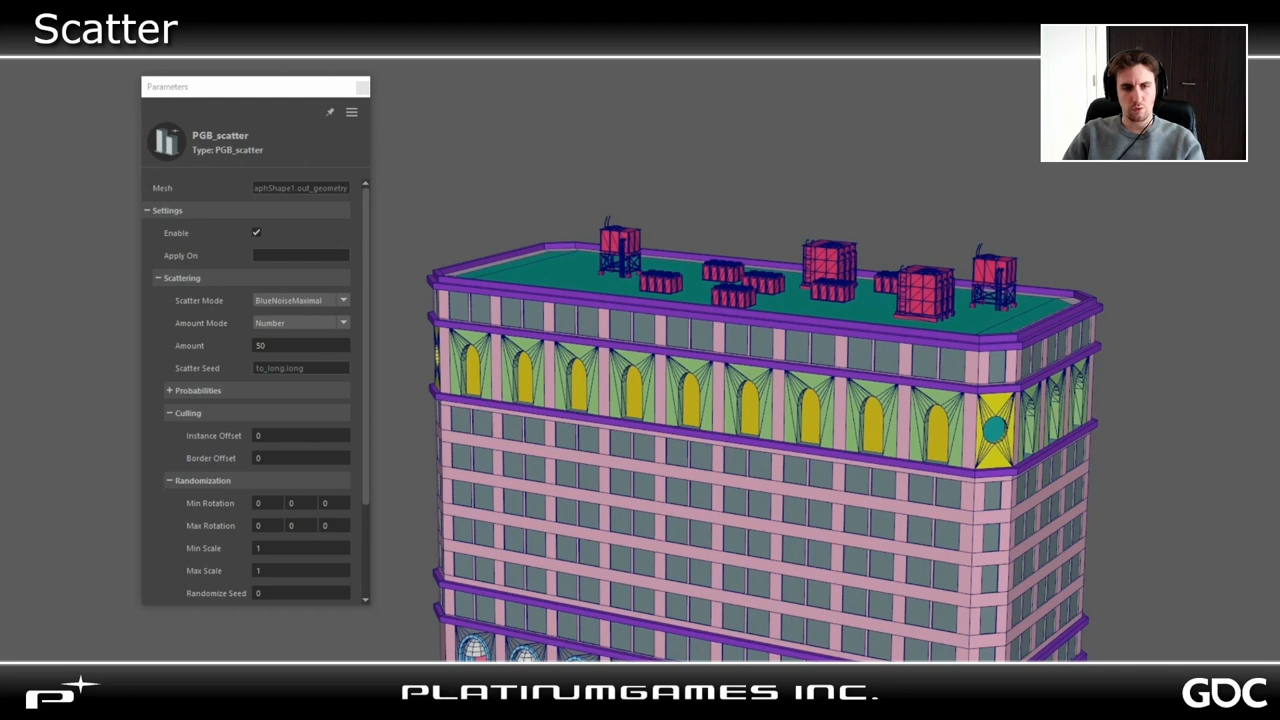 Scatter
Parameters
PGB_scatter
Type: PGB_scatter
Mesh aphShape1.out_geometry
Settings
Enable
Apply On
Scattering
Scatter Mode BlueNoiseMaximal
Amount Mode Number
Amount 50
Scatter Seed to_long.long
Probabilities
Culling
Instance Offset 0
Border Offset 0
Randomization
Min Rotation 0 0 0
Max Rotation 0 0 0
Min Scale 1
Max Scale 1
Randomize Seed 0
P
PLATINUMGAMES INC.
GDC